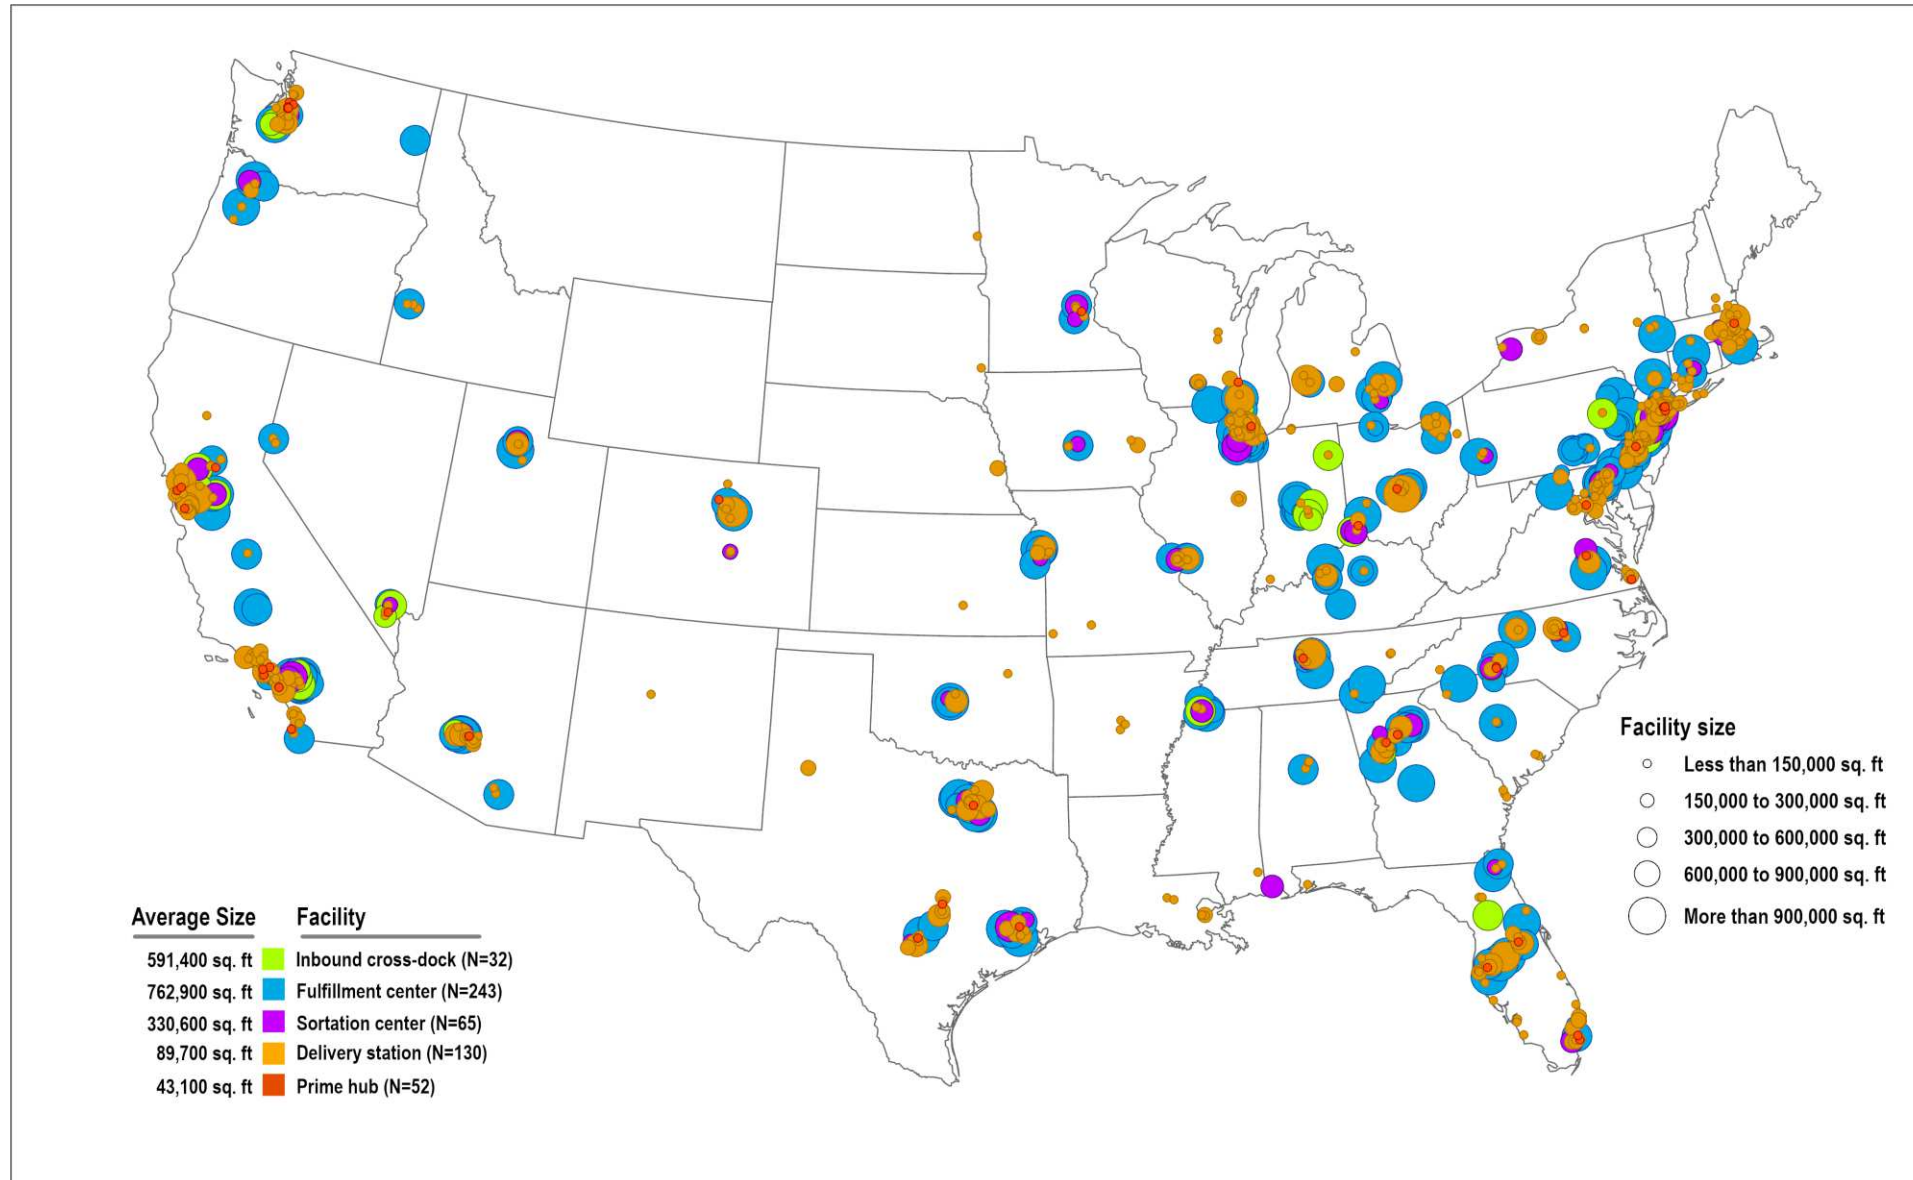 Facility size
Less than 150,000 sq. ft
150,000 to 300,000 sq. ft
300,000 to 600,000 sq. ft
600,000 to 900,000 sq. ft
More than 900,000 sq. ft
Average Size Facility
591,400 sq. ft Inbound cross-dock (N=32)
762,900 sq. ft Fulfillment center (N=243)
330,600 sq. ft Sortation center (N=65)
89,700 sq. ft Delivery station (N=130)
43,100 sq. ft Prime hub (N=52)